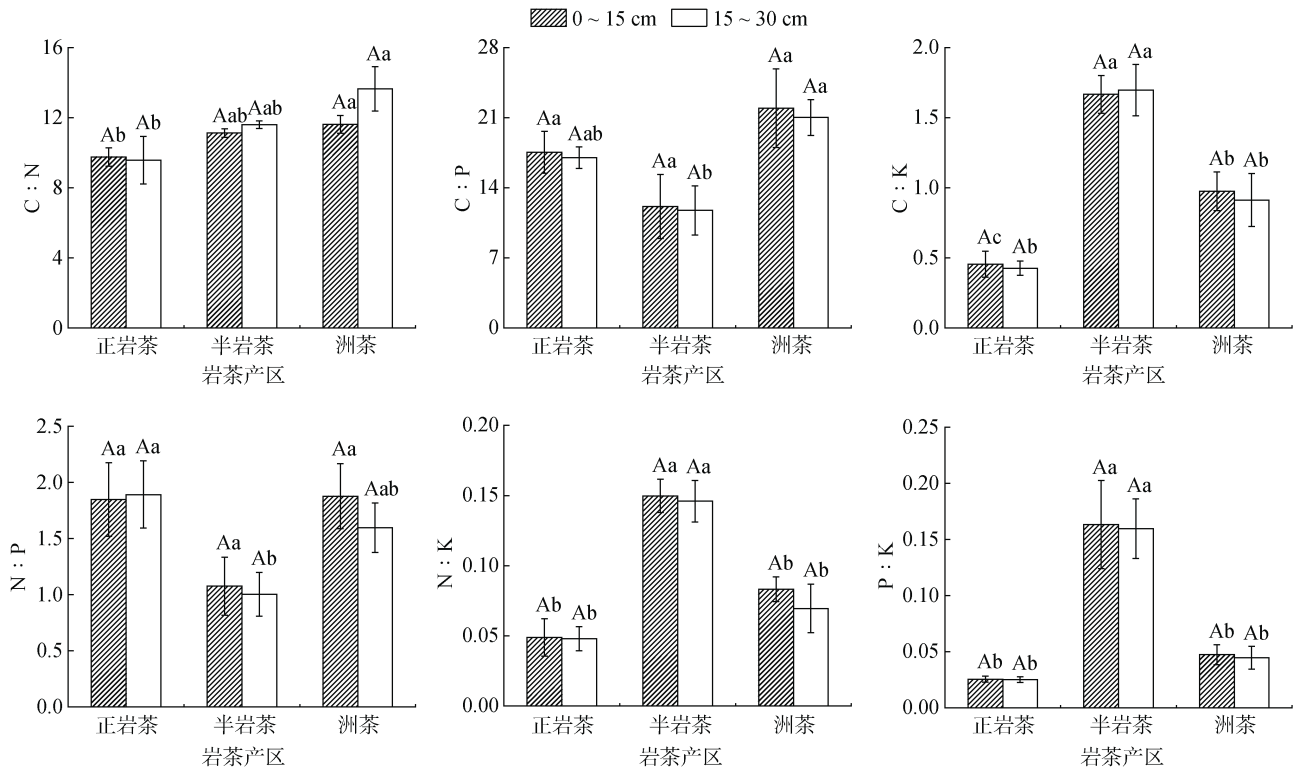 0 ~ 15 cm 15 ~ 30 cm
16
12
8
4
0
C : N
Ab Ab Aab Aab Aa Aa
正岩茶 半岩茶 洲茶
岩茶产区
28
21
14
7
0
C : P
Aa Aab Aa Ab Aa Aa
正岩茶 半岩茶 洲茶
岩茶产区
2.0
1.5
1.0
0.5
0.0
C : K
Ac Ab Aa Aa Ab Ab
正岩茶 半岩茶 洲茶
岩茶产区
2.5
2.0
1.5
1.0
0.5
0.0
N : P
Aa Aa Aa Ab Aa Aab
正岩茶 半岩茶 洲茶
岩茶产区
0.20
0.15
0.10
0.05
0.00
N : K
Ab Ab Aa Aa Ab Ab
正岩茶 半岩茶 洲茶
岩茶产区
0.25
0.20
0.15
0.10
0.05
0.00
P : K
Ab Ab Aa Aa Ab Ab
正岩茶 半岩茶 洲茶
岩茶产区